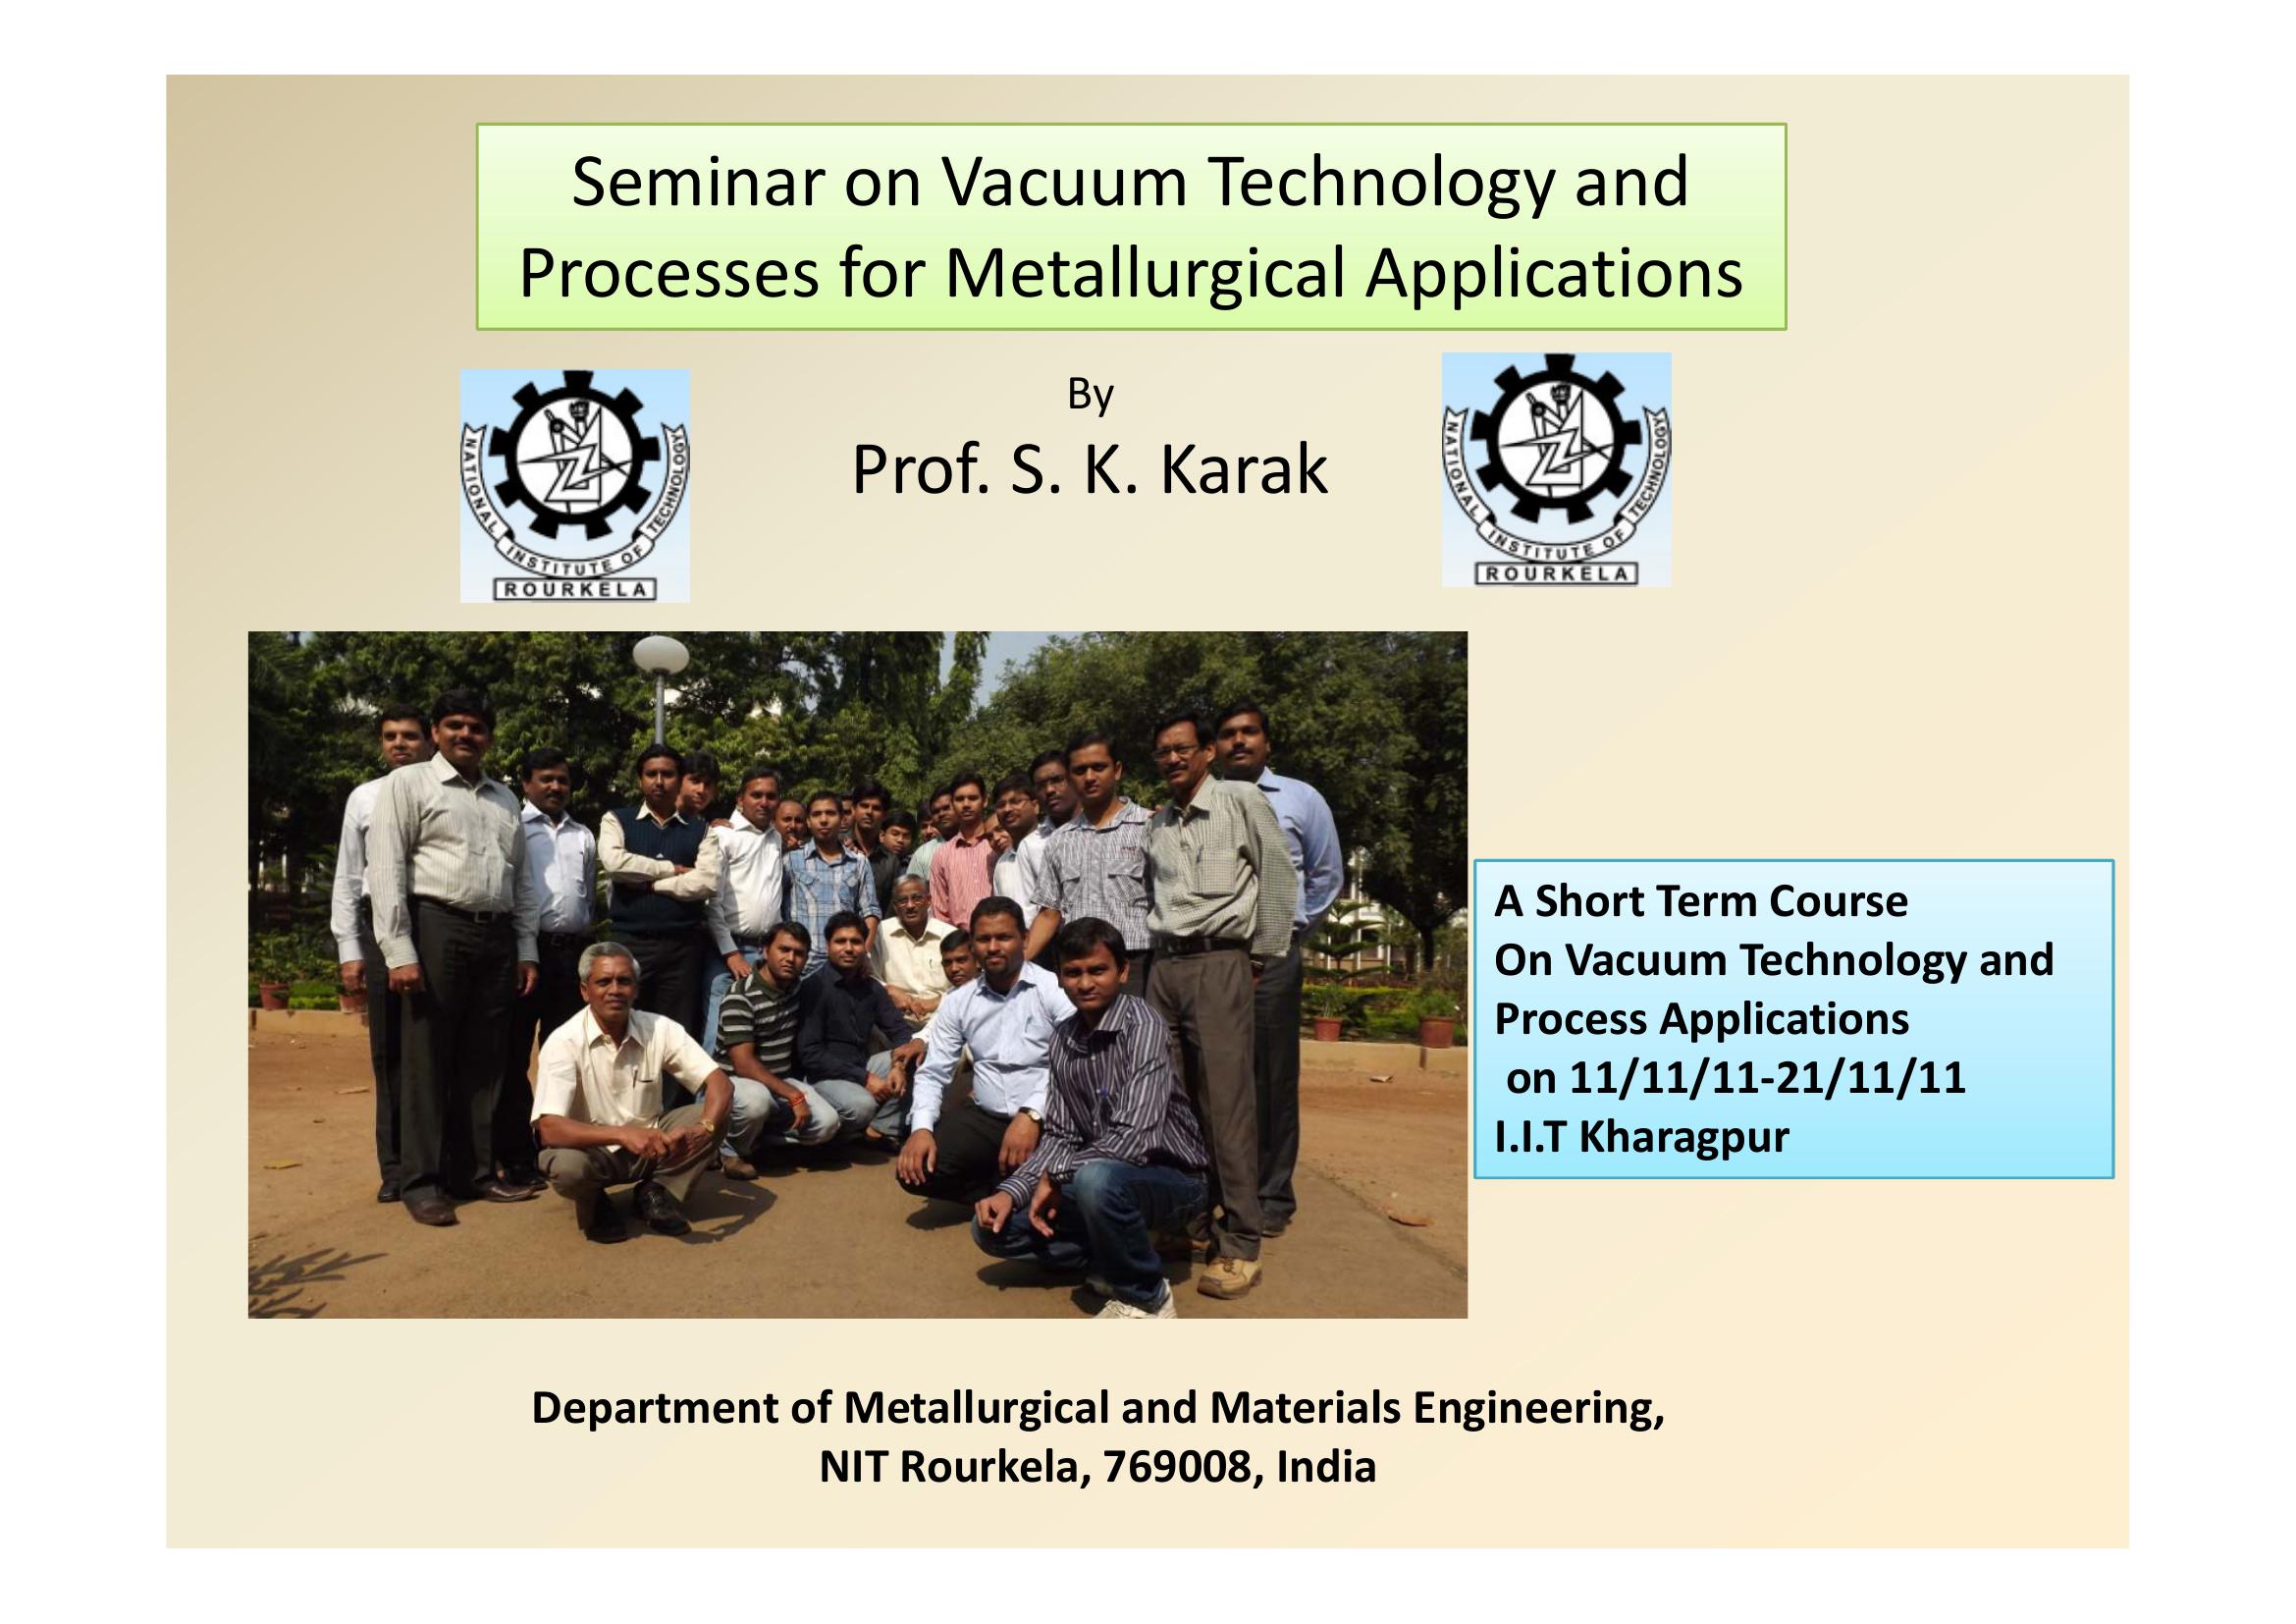 Seminar on Vacuum Technology and
Processes for Metallurgical Applications
By
Prof. S. K. Karak
NATIONAL INSTITUTE OF TECHNOLOGY
ROURKELA
NATIONAL INSTITUTE OF TECHNOLOGY
ROURKELA
A Short Term Course
On Vacuum Technology and
Process Applications
on 11/11/11-21/11/11
I.I.T Kharagpur
Department of Metallurgical and Materials Engineering,
NIT Rourkela, 769008, India